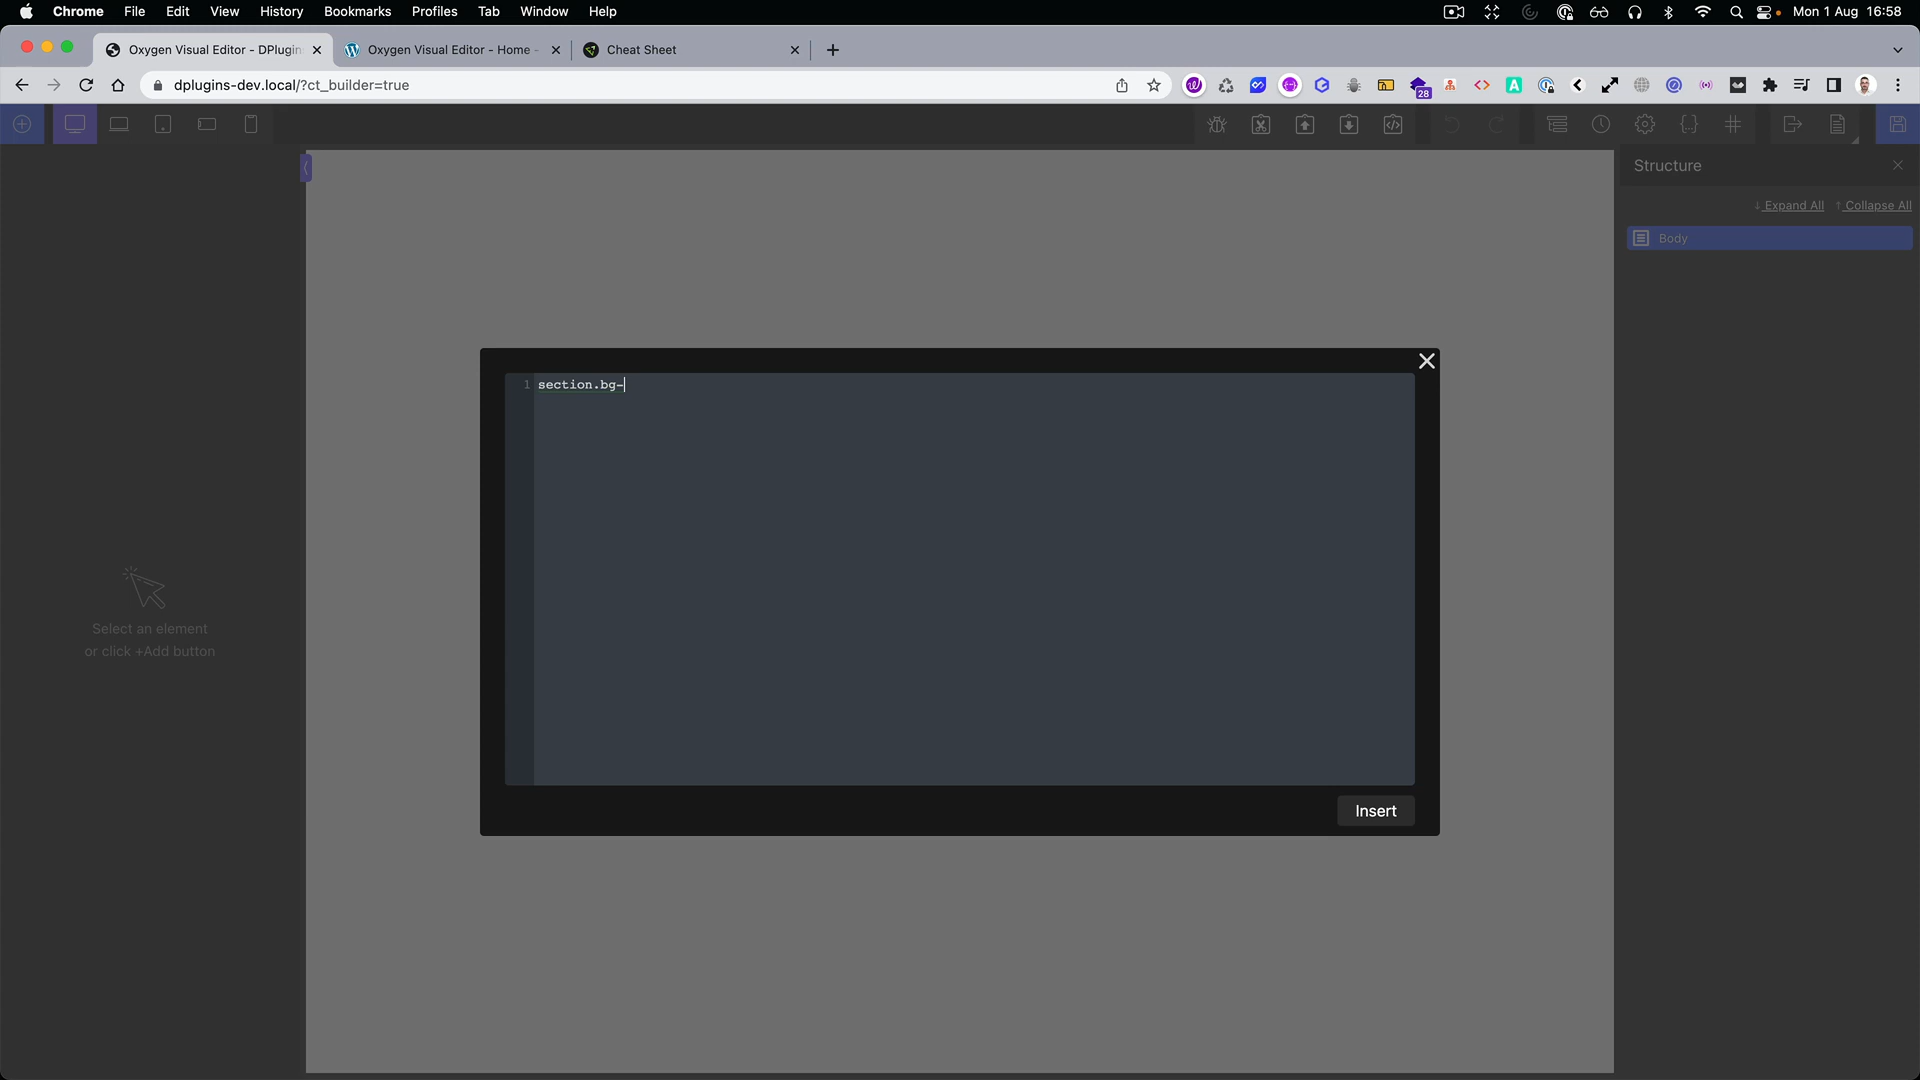 Chrome File Edit View History Bookmarks Profiles Tab Window Help Mon 1 Aug 16:58
Oxygen Visual Editor - DPlugin Oxygen Visual Editor - Home - Cheat Sheet
dplugins-dev.local/?ct_builder=true
28
Structure
Expand All Collapse All
Body
1 section.bg-
Select an element
or click +Add button
Insert